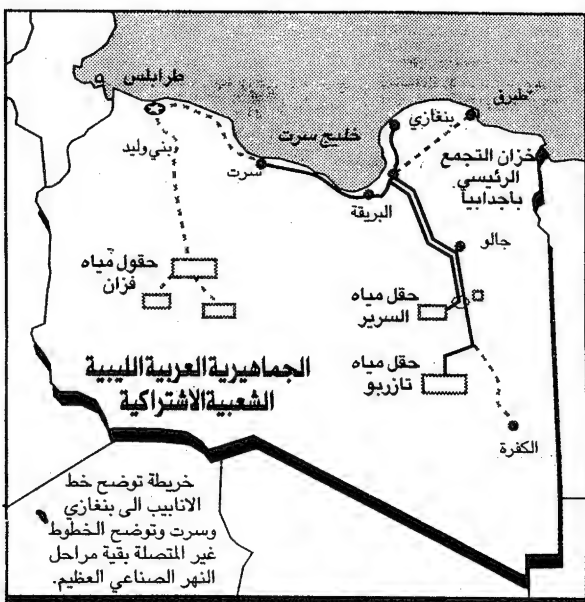 طرابلس
طبرق
بنغازي
خليج سرت
بني وليد
سرت
خزان التجمع
الرئيسي
باجدابيا
البريقة
جالو
حقول مياه
فزان
حقل مياه
السرير
حقل مياه
تازربو
الجماهيرية العربية الليبية
الشعبية الاشتراكية
الكفرة
خريطة توضح خط
الانابيب الى بنغازي
وسرت وتوضح الخطوط
غير المتصلة بقية مراحل
النهر الصناعي العظيم.